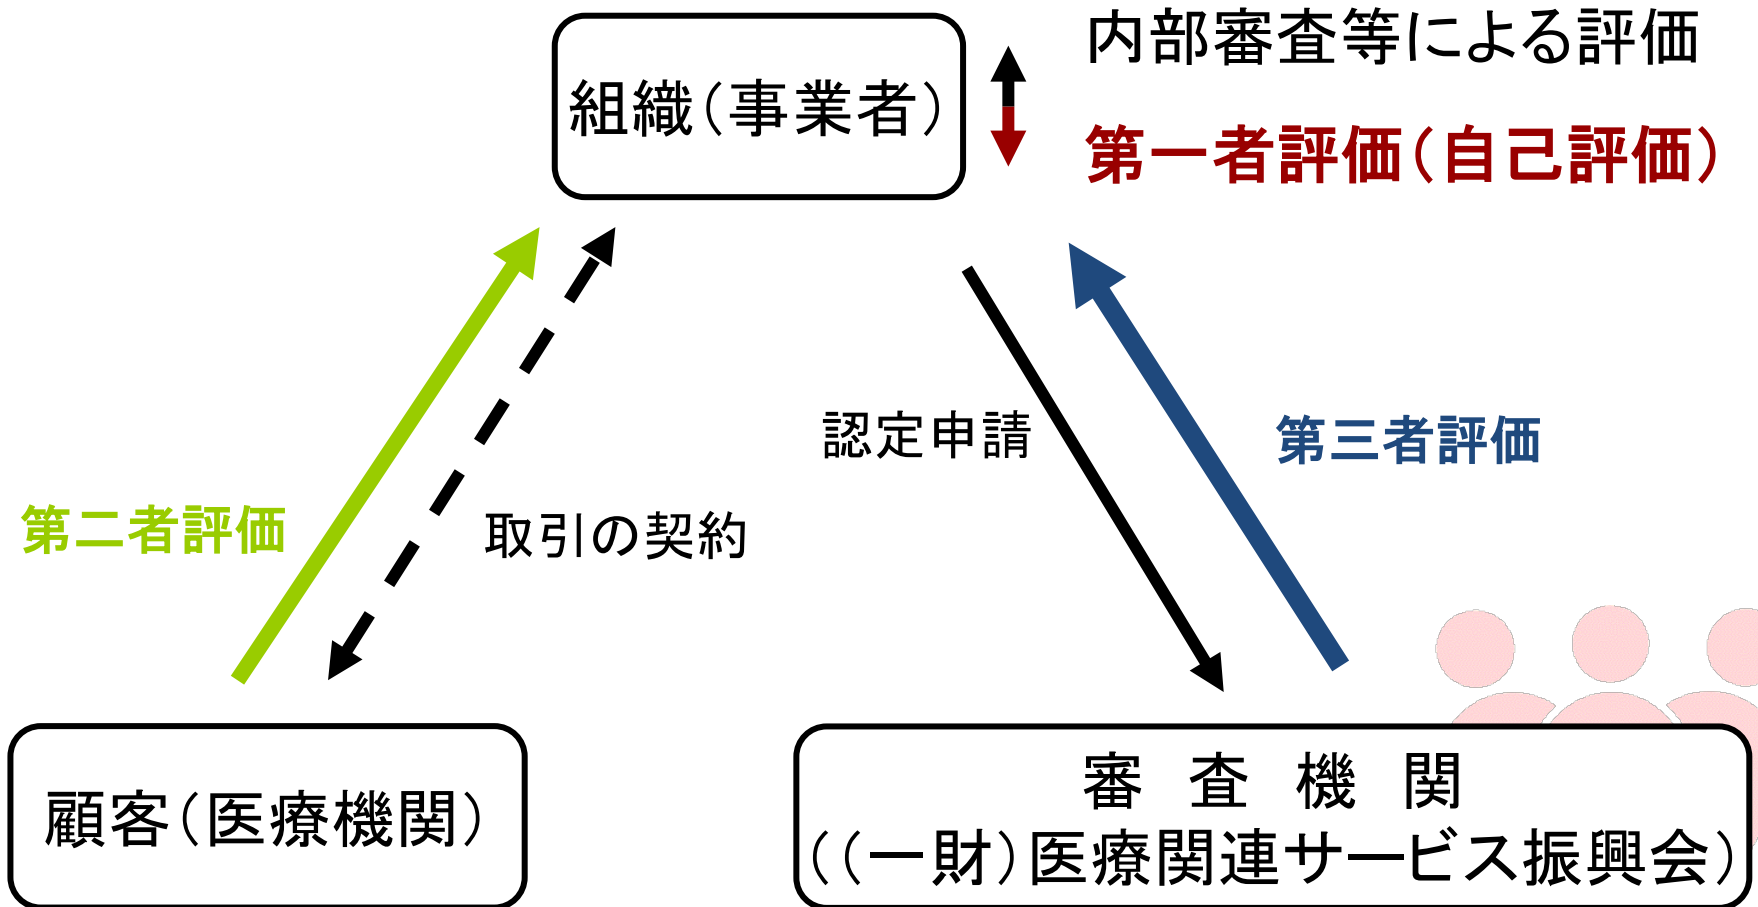 組織（事業者）
内部審査等による評価
第一者評価（自己評価）
認定申請
第三者評価
第二者評価
取引の契約
顧客（医療機関）
審　査　機　関
（（一財）医療関連サービス振興会）